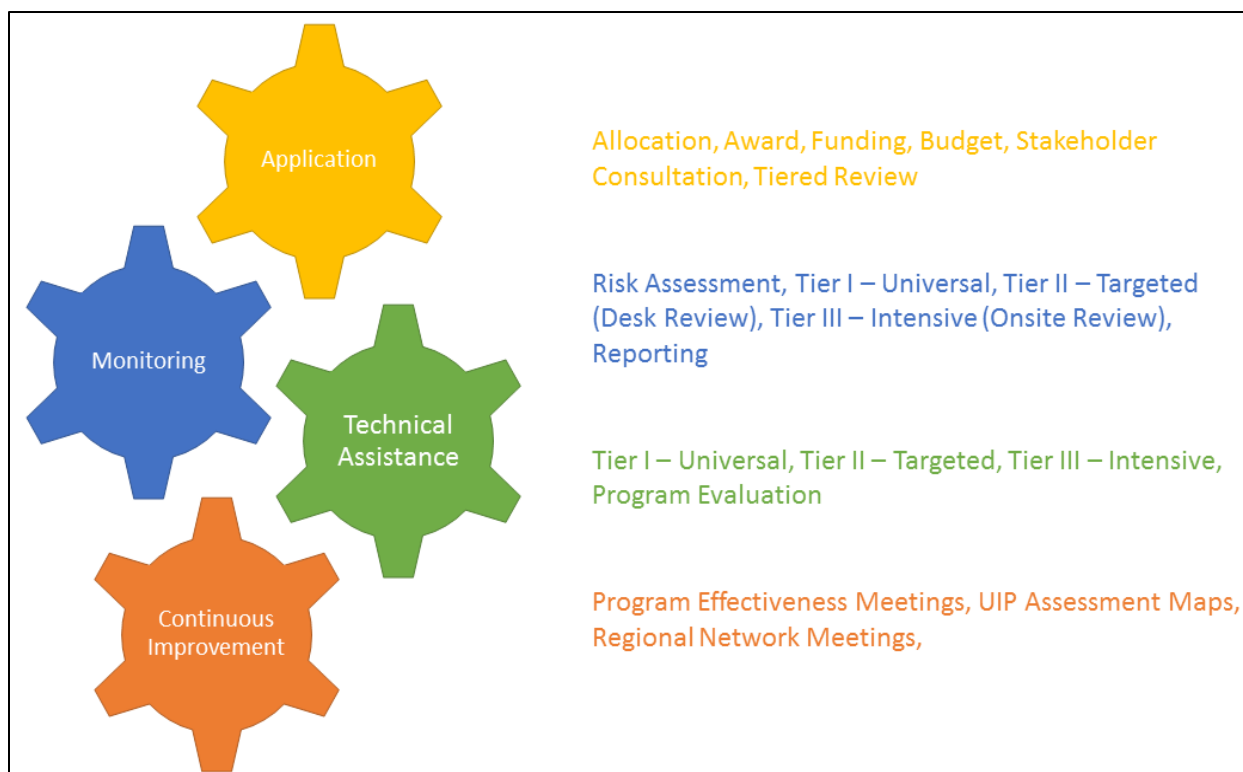 Application
Allocation, Award, Funding, Budget, Stakeholder
Consultation, Tiered Review
Monitoring
Risk Assessment, Tier I – Universal, Tier II – Targeted
(Desk Review), Tier III – Intensive (Onsite Review),
Reporting
Technical
Assistance
Tier I – Universal, Tier II – Targeted, Tier III – Intensive,
Program Evaluation
Continuous
Improvement
Program Effectiveness Meetings, UIP Assessment Maps,
Regional Network Meetings,